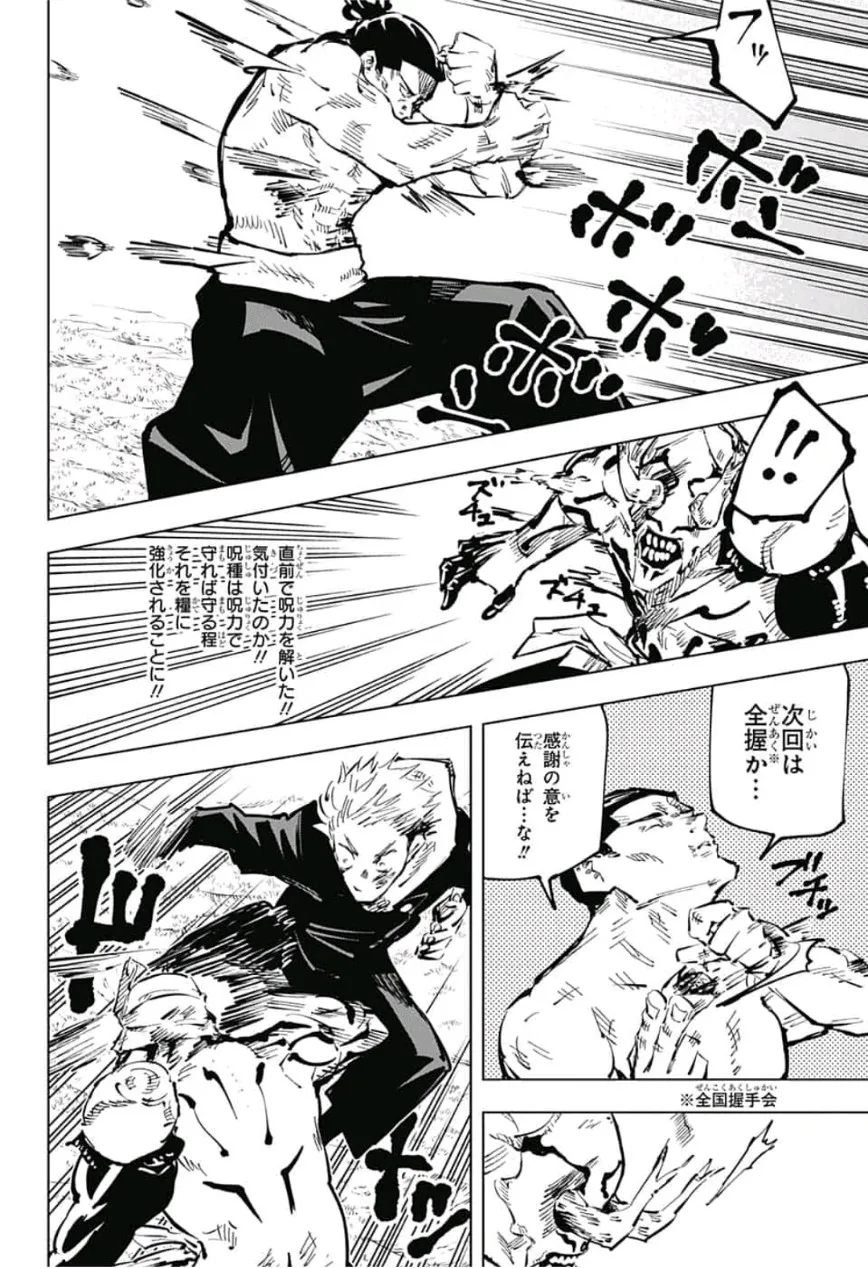 フッ
ボボボボボッ
!!
ズチュ
ズチュ
直前で呪力を解いた!!
気付いたのか!!
呪種は呪力で
守れば守る程
それを糧に
強化されることに!!
次回は
全握か※…
感謝の意を
伝えねば…な!!
ブチッ
※全国握手会
ドドドッ